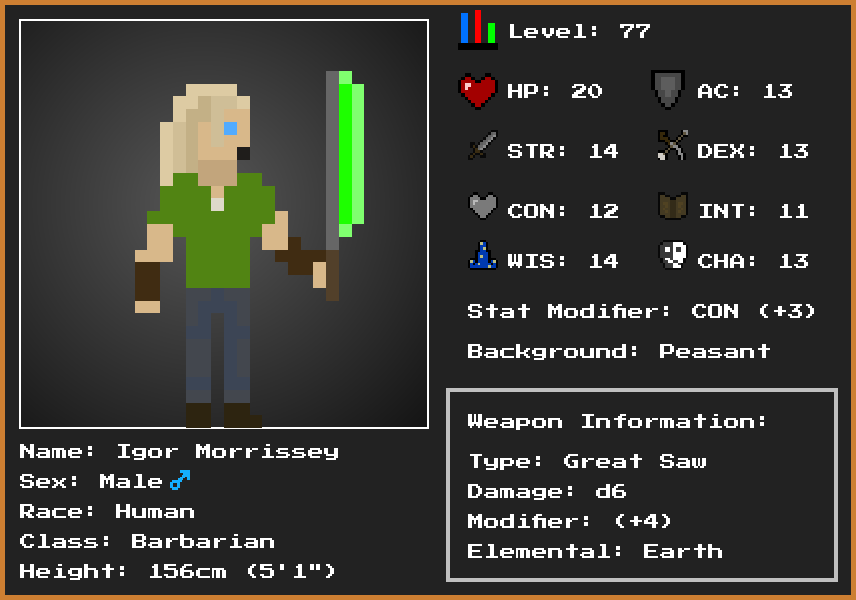 Level: 77
HP: 20 AC: 13
STR: 14 DEX: 13
CON: 12 INT: 11
WIS: 14 CHA: 13
Stat Modifier: CON (+3)
Background: Peasant
Weapon Information:
Type: Great Saw
Damage: d6
Modifier: (+4)
Elemental: Earth
Name: Igor Morrissey
Sex: Male ♂
Race: Human
Class: Barbarian
Height: 156cm (5'1")